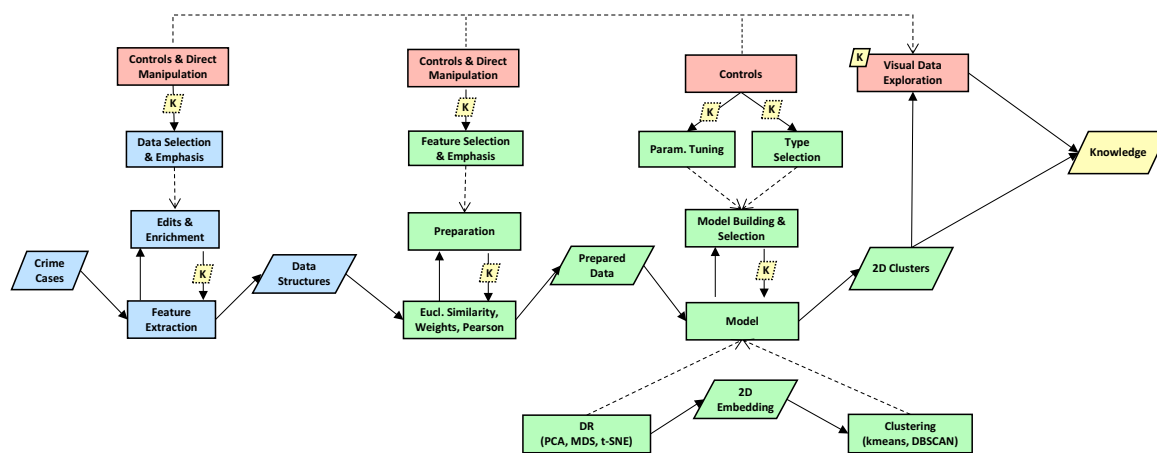 Controls & Direct
Manipulation
Controls & Direct
Manipulation
Controls
K
Visual Data
Exploration
K
K
K
K
Data Selection
& Emphasis
Feature Selection
& Emphasis
Param. Tuning
Type
Selection
Knowledge
Edits &
Enrichment
Preparation
Model Building &
Selection
Crime
Cases
K
Data
Structures
K
Prepared
Data
K
2D Clusters
Feature
Extraction
Eucl. Similarity,
Weights, Pearson
Model
2D
Embedding
DR
(PCA, MDS, t-SNE)
Clustering
(kmeans, DBSCAN)